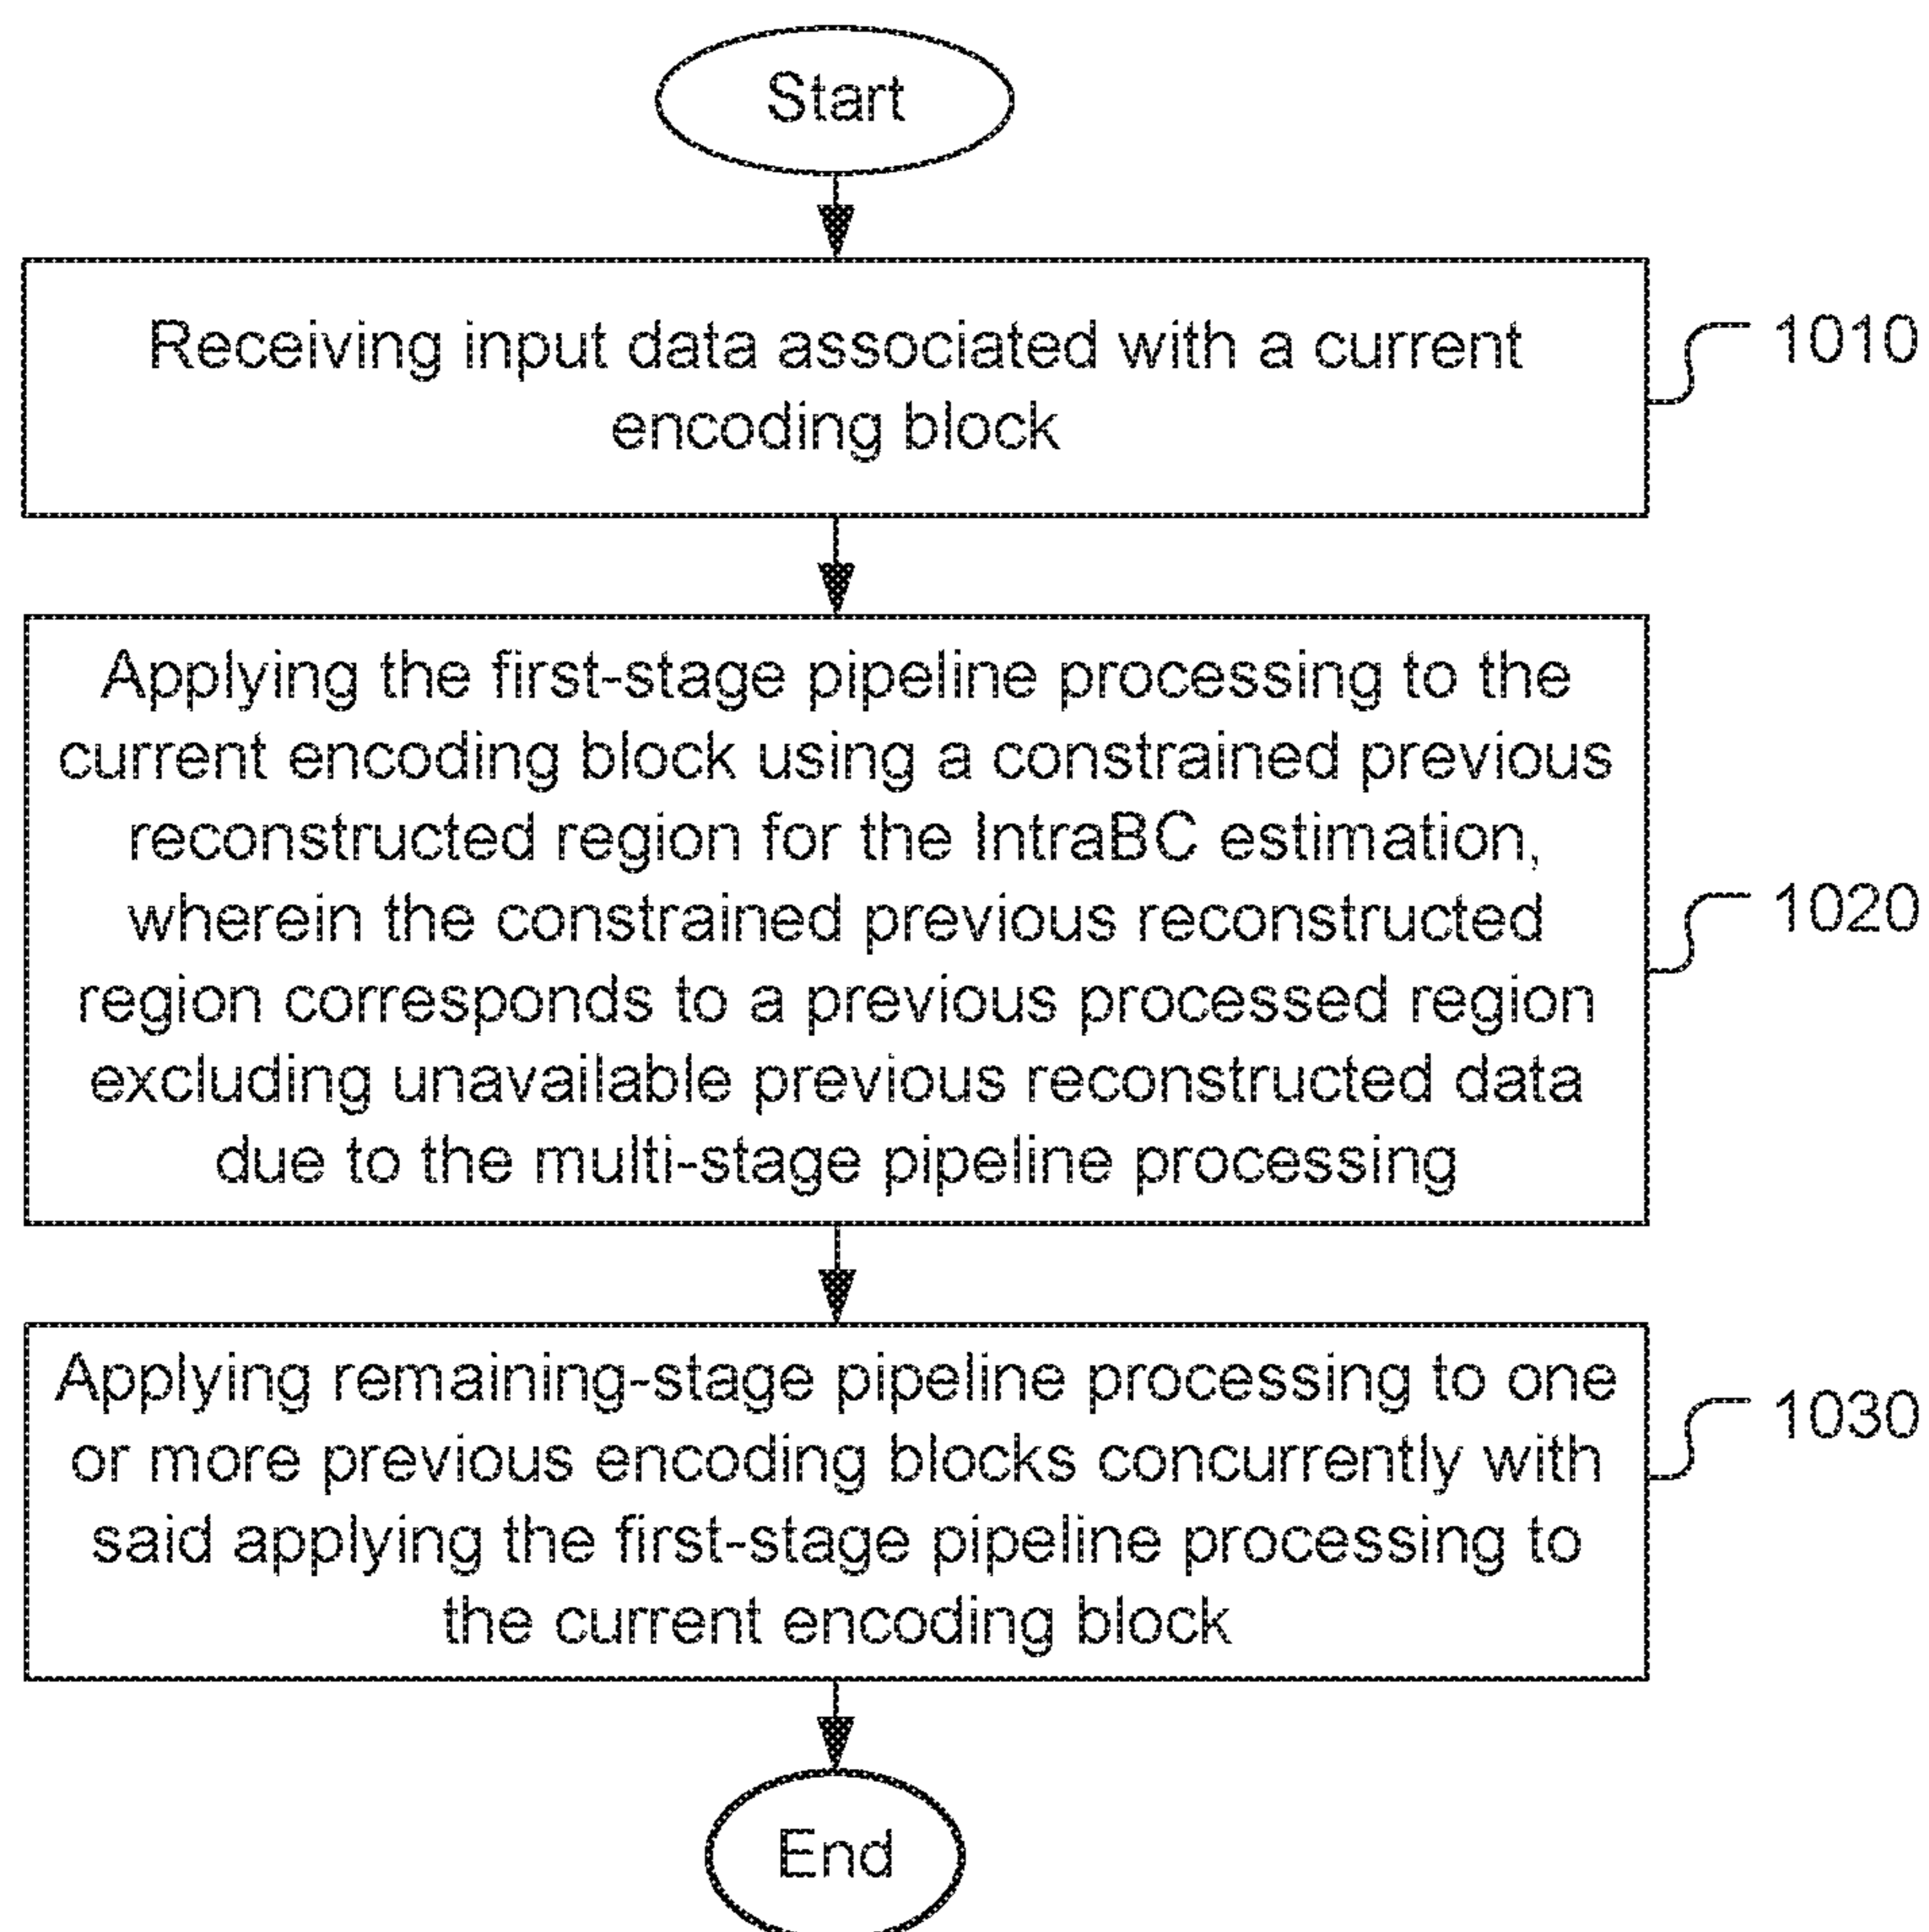 Start
Receiving input data associated with a current
encoding block
1010
Applying the first-stage pipeline processing to the
current encoding block using a constrained previous
reconstructed region for the IntraBC estimation,
wherein the constrained previous reconstructed
region corresponds to a previous processed region
excluding unavailable previous reconstructed data
due to the multi-stage pipeline processing
1020
Applying remaining-stage pipeline processing to one
or more previous encoding blocks concurrently with
said applying the first-stage pipeline processing to
the current encoding block
1030
End